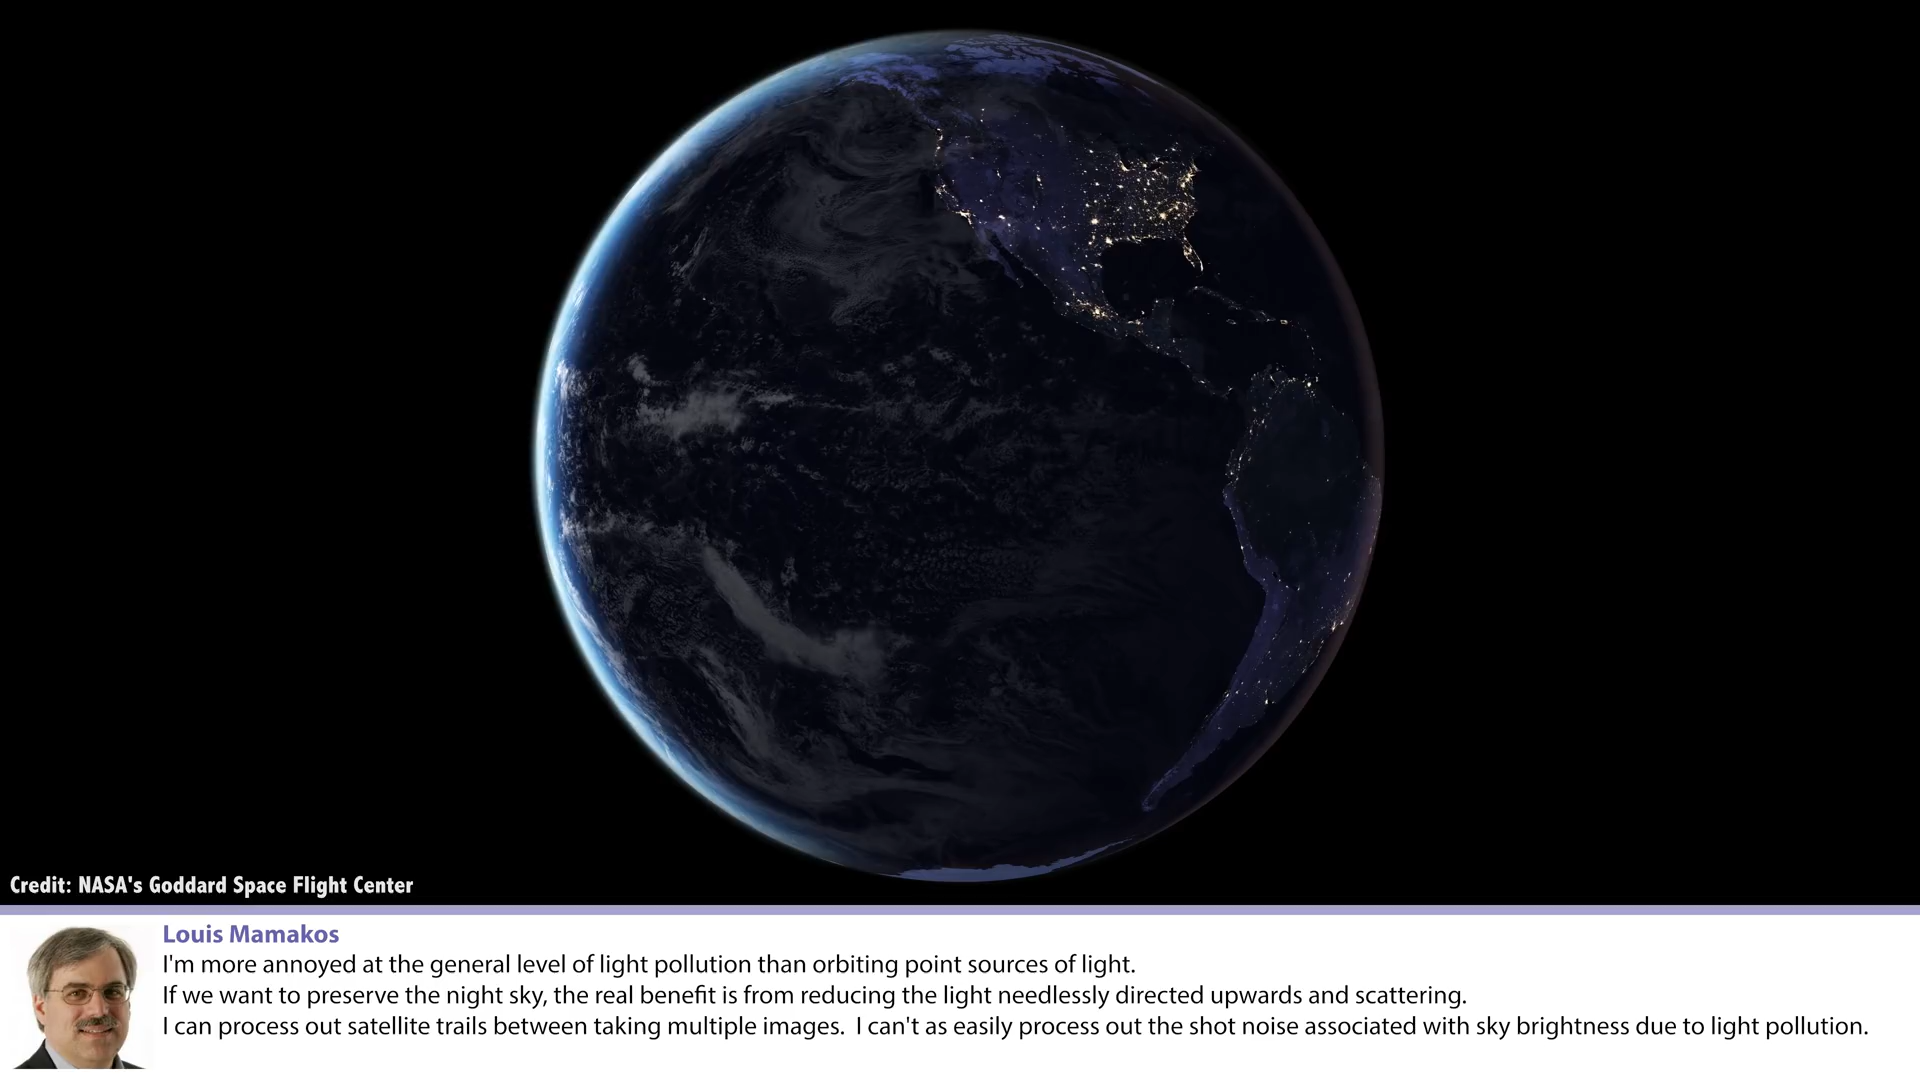 Credit: NASA's Goddard Space Flight Center
Louis Mamakos
I'm more annoyed at the general level of light pollution than orbiting point sources of light.
If we want to preserve the night sky, the real benefit is from reducing the light needlessly directed upwards and scattering.
I can process out satellite trails between taking multiple images.  I can't as easily process out the shot noise associated with sky brightness due to light pollution.